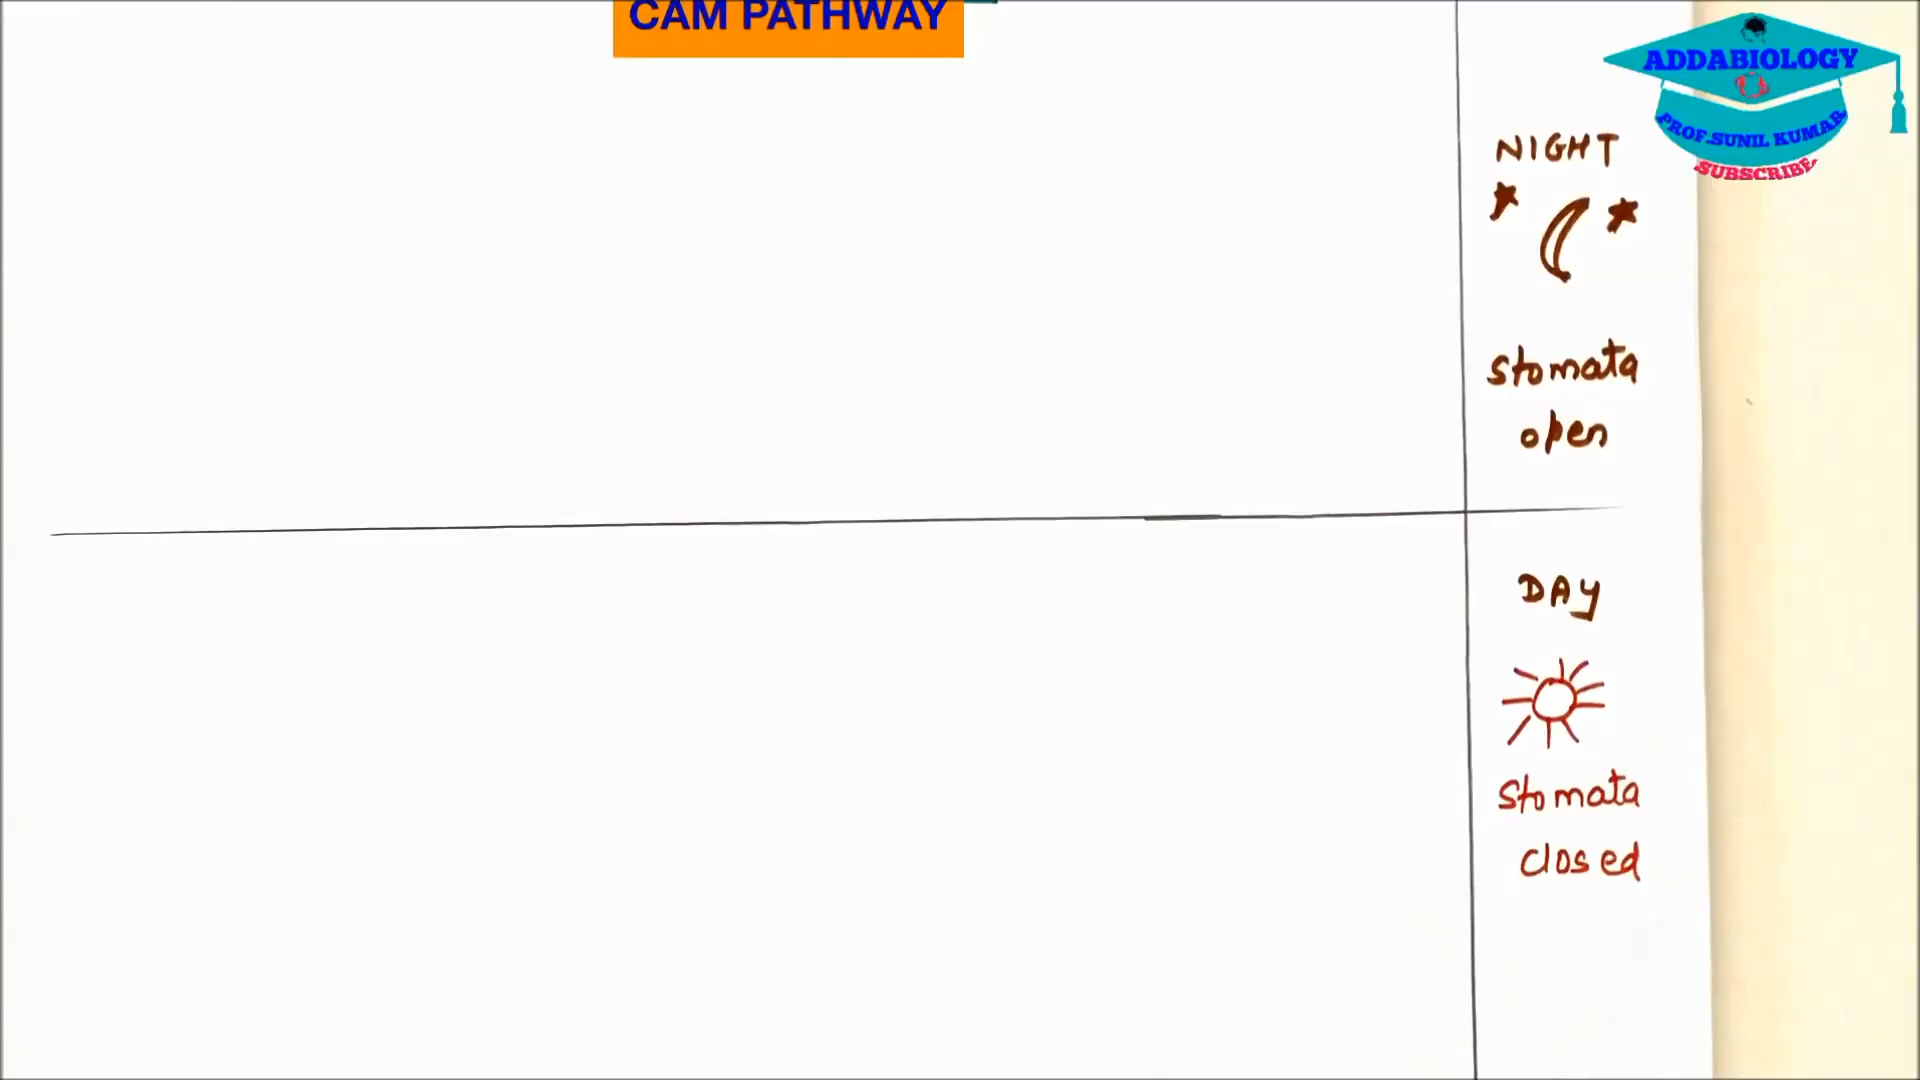 CAM PATHWAY
ADDABIOLOGY
PROF.SUNIL KUMAR
SUBSCRIBE
NIGHT
Stomata
open
DAY
Stomata
closed